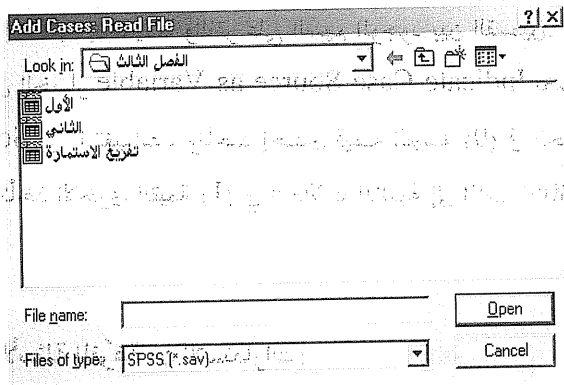 Add Cases: Read File
Look in: الفصل الثالث
الأول
الثاني
تفريغ الاستمارة
File name:
Open
Files of type: SPSS (*.sav)
Cancel